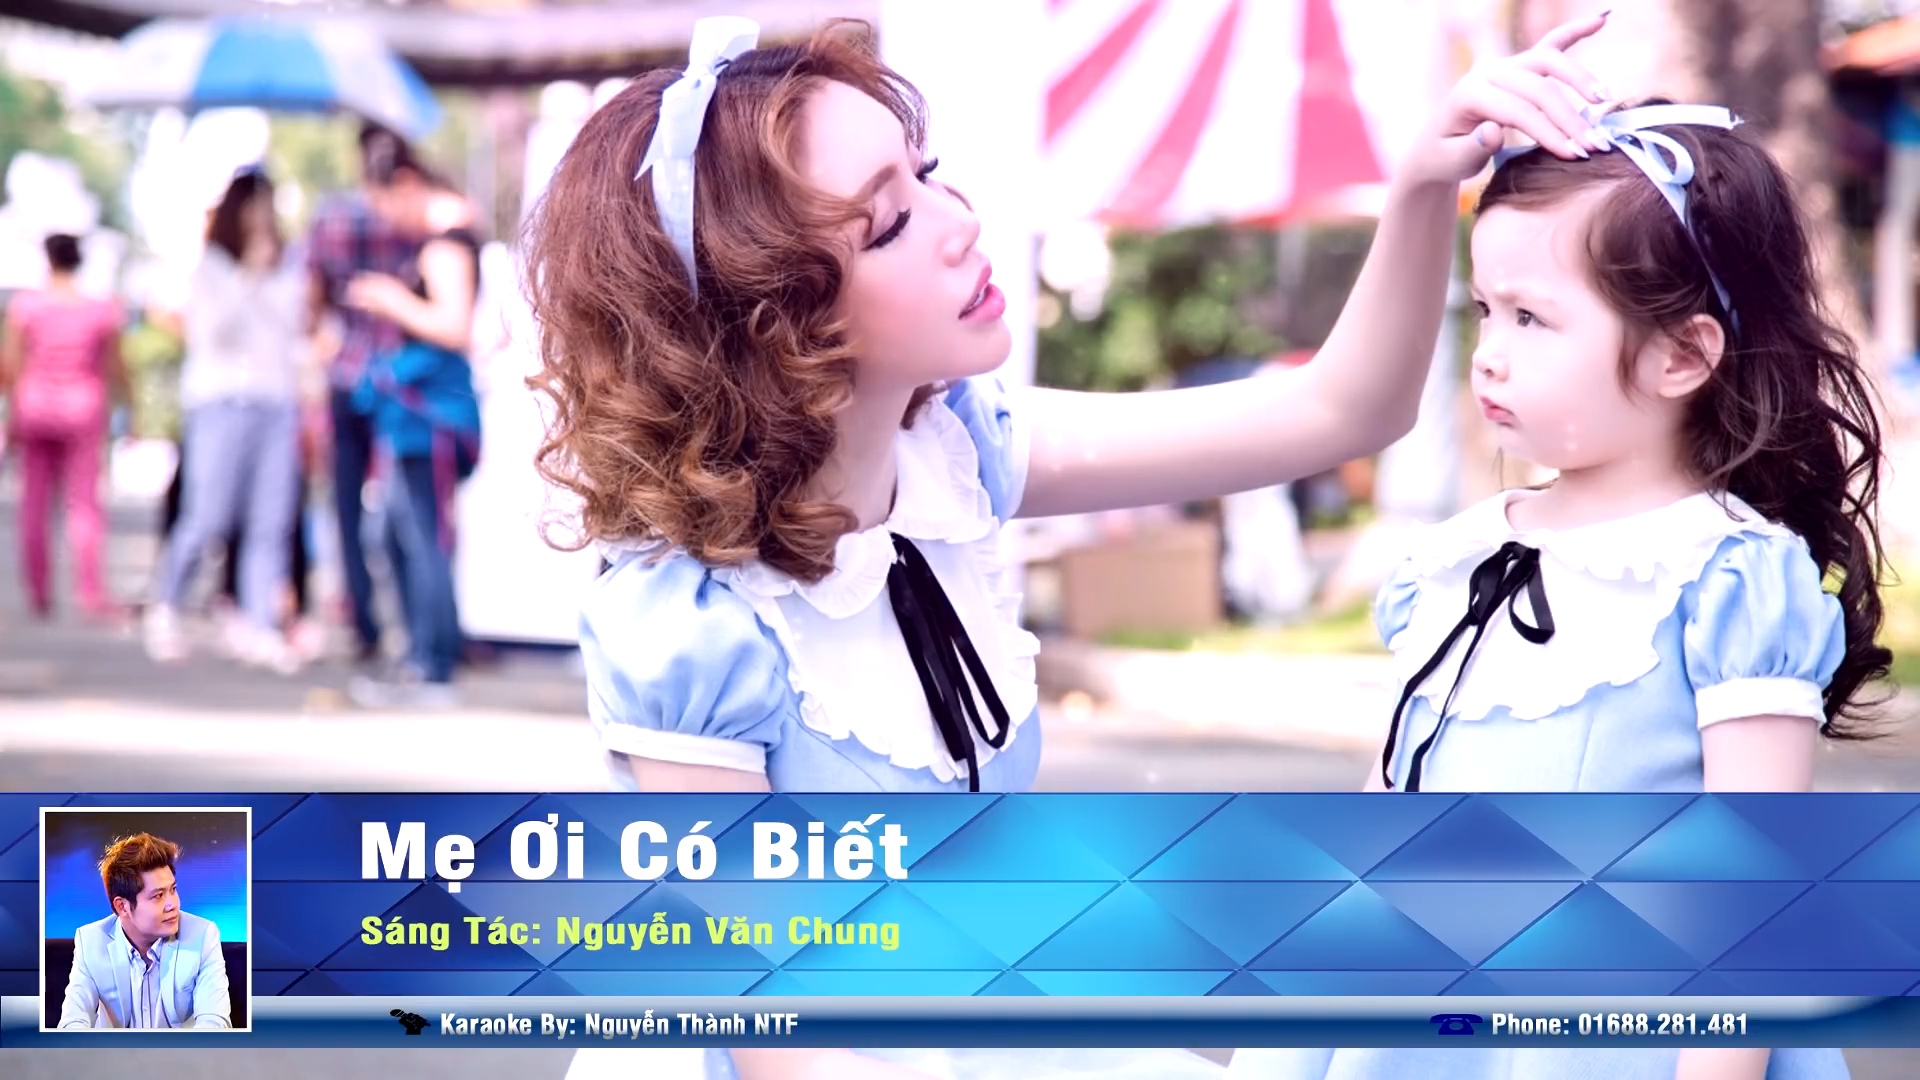 Mẹ Ơi Có Biết
Sáng Tác: Nguyễn Văn Chung
Karaoke By: Nguyễn Thành NTF
Phone: 01688.281.481